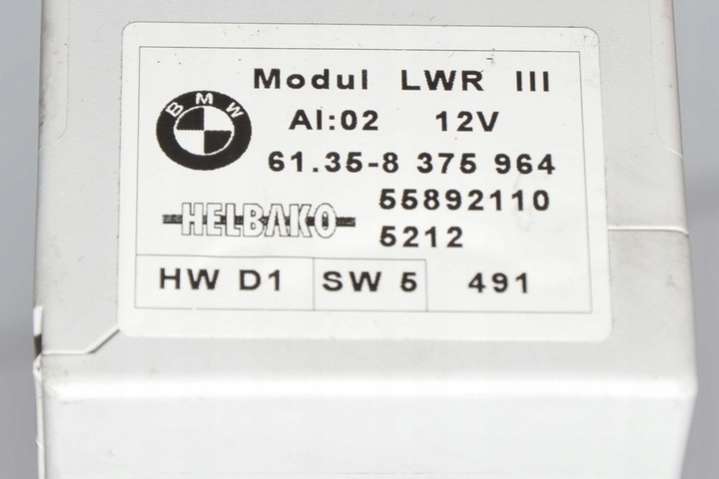 Modul LWR III
BMW
AI:02 12V
61.35-8 375 964
HELBAKO
55892110
5212
HW D1 SW 5 491